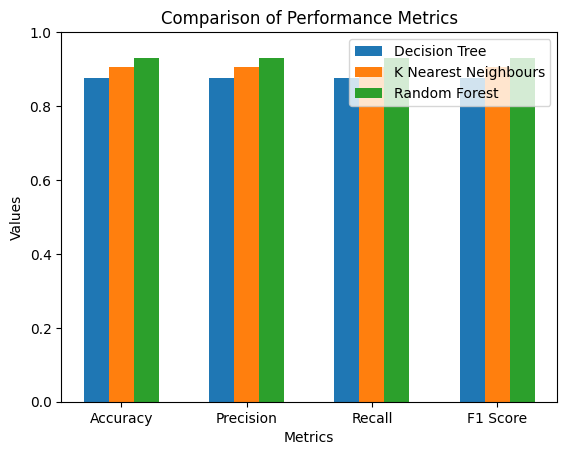 Comparison of Performance Metrics
Decision Tree
K Nearest Neighbours
Random Forest
Values
1.0
0.8
0.6
0.4
0.2
0.0
Accuracy
Precision
Recall
F1 Score
Metrics